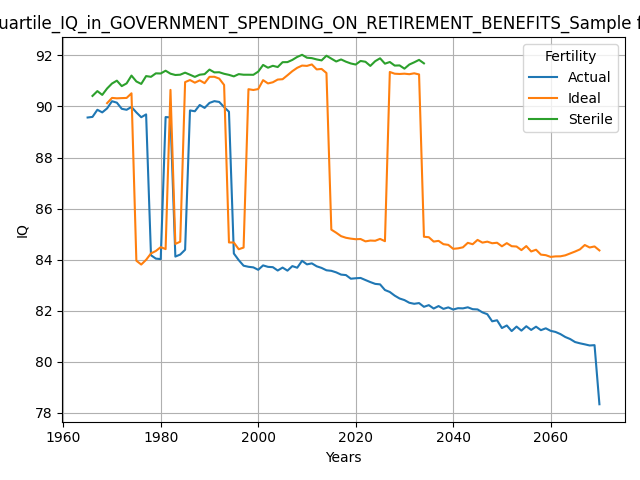 uartile_IQ_in_GOVERNMENT_SPENDING_ON_RETIREMENT_BENEFITS_Sample f
Fertility
Actual
Ideal
Sterile
92
90
88
86
84
82
80
78
IQ
1960
1980
2000
2020
2040
2060
Years